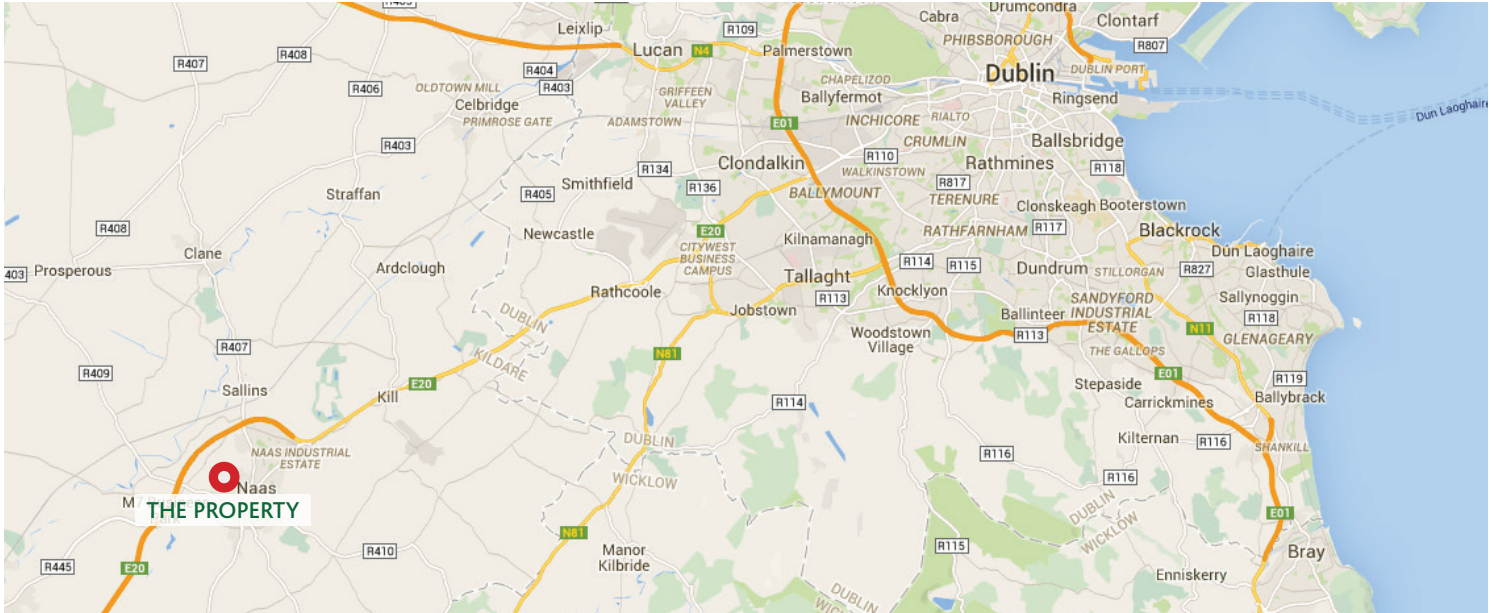 R403
Drumcondra
Cabra
Clontarf
Leixlip
R109
R408
Lucan
N4
Palmerstown
PHIBSBOROUGH
R807
R407
R404
DUBLIN PORT
Dublin
R406
OLDTOWN MILL
R403
CHAPELIZOD
GRIFFEEN
VALLEY
Ballyfermot
Ringsend
Celbridge
PRIMROSE GATE
ADAMSTOWN
E01
INCHICORE
RIALTO
Dun Laoghaire
R403
CRUMLIN
Ballsbridge
R110
Clondalkin
Rathmines
R134
WALKINSTOWN
R118
Straffan
R405
Smithfield
R136
BALLYMOUNT
R817
TERENURE
Clonskeagh
Booterstown
R408
Newcastle
E20
Kilnamanagh
RATHFARNHAM
R117
Blackrock
Clane
CITYWEST
BUSINESS
CAMPUS
Dún Laoghaire
403
Prosperous
Ardclough
Tallaght
R114
R115
Dundrum
STILLORGAN
R827
Glasthule
Rathcoole
R113
Knocklyon
SANDYFORD
INDUSTRIAL
ESTATE
Sallynoggin
DUBLIN
Jobstown
Ballinteer
R118
Woodstown
Village
R113
N11
GLENAGEARY
R407
KILDARE
N81
THE GALLOPS
R409
E01
R119
Sallins
Kill
E20
Stepaside
Carrickmines
Ballybrack
R114
NAAS INDUSTRIAL
ESTATE
DUBLIN
Kilternan
R116
SHANKILL
R116
WICKLOW
R116
Naas
THE PROPERTY
DUBLIN
WICKLOW
E01
N81
R410
Manor
Kilbride
R115
Bray
R445
E20
Enniskerry
DUBLIN